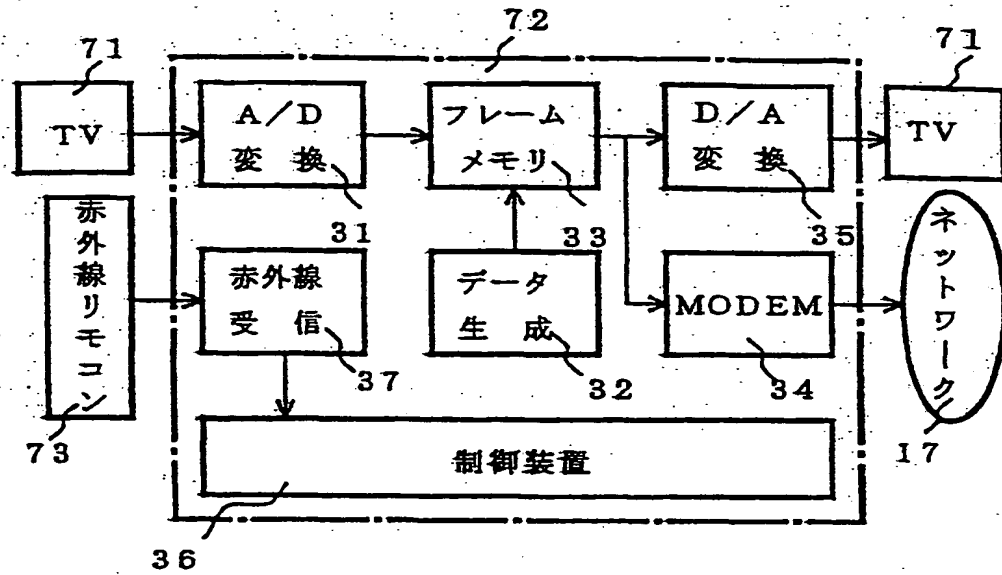 71
72
71
TV
A/D
変換
31
フレーム
メモリ
33
D/A
変換
35
TV
赤外線リモコン
73
赤外線
受信
37
データ
生成
32
MODEM
34
ネットワーク
17
制御装置
36